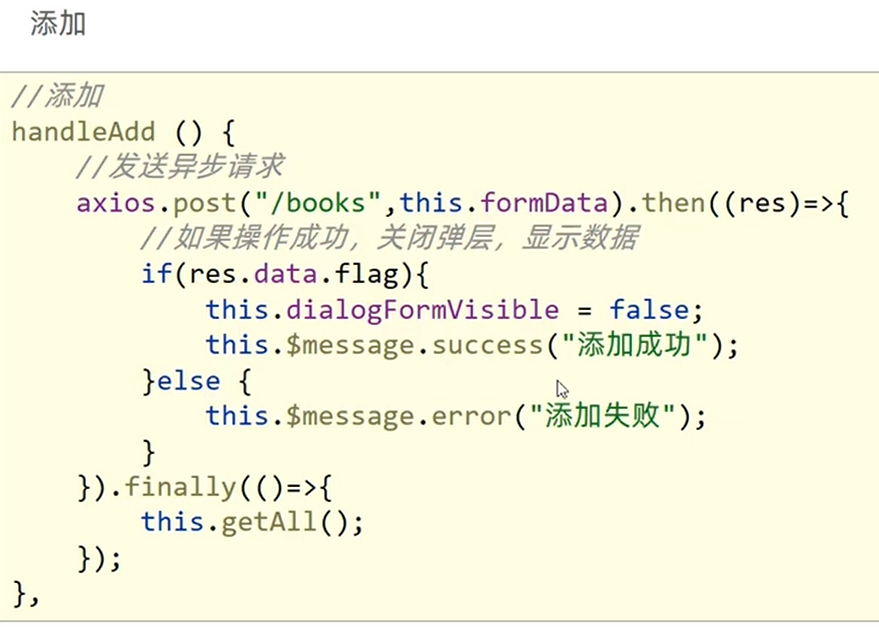 添加
//添加
handleAdd () {
    //发送异步请求
    axios.post("/books",this.formData).then((res)=>{
        //如果操作成功，关闭弹层，显示数据
        if(res.data.flag){
            this.dialogFormVisible = false;
            this.$message.success("添加成功");
        }else {
            this.$message.error("添加失败");
        }
    }).finally(()=>{
        this.getAll();
    });
},